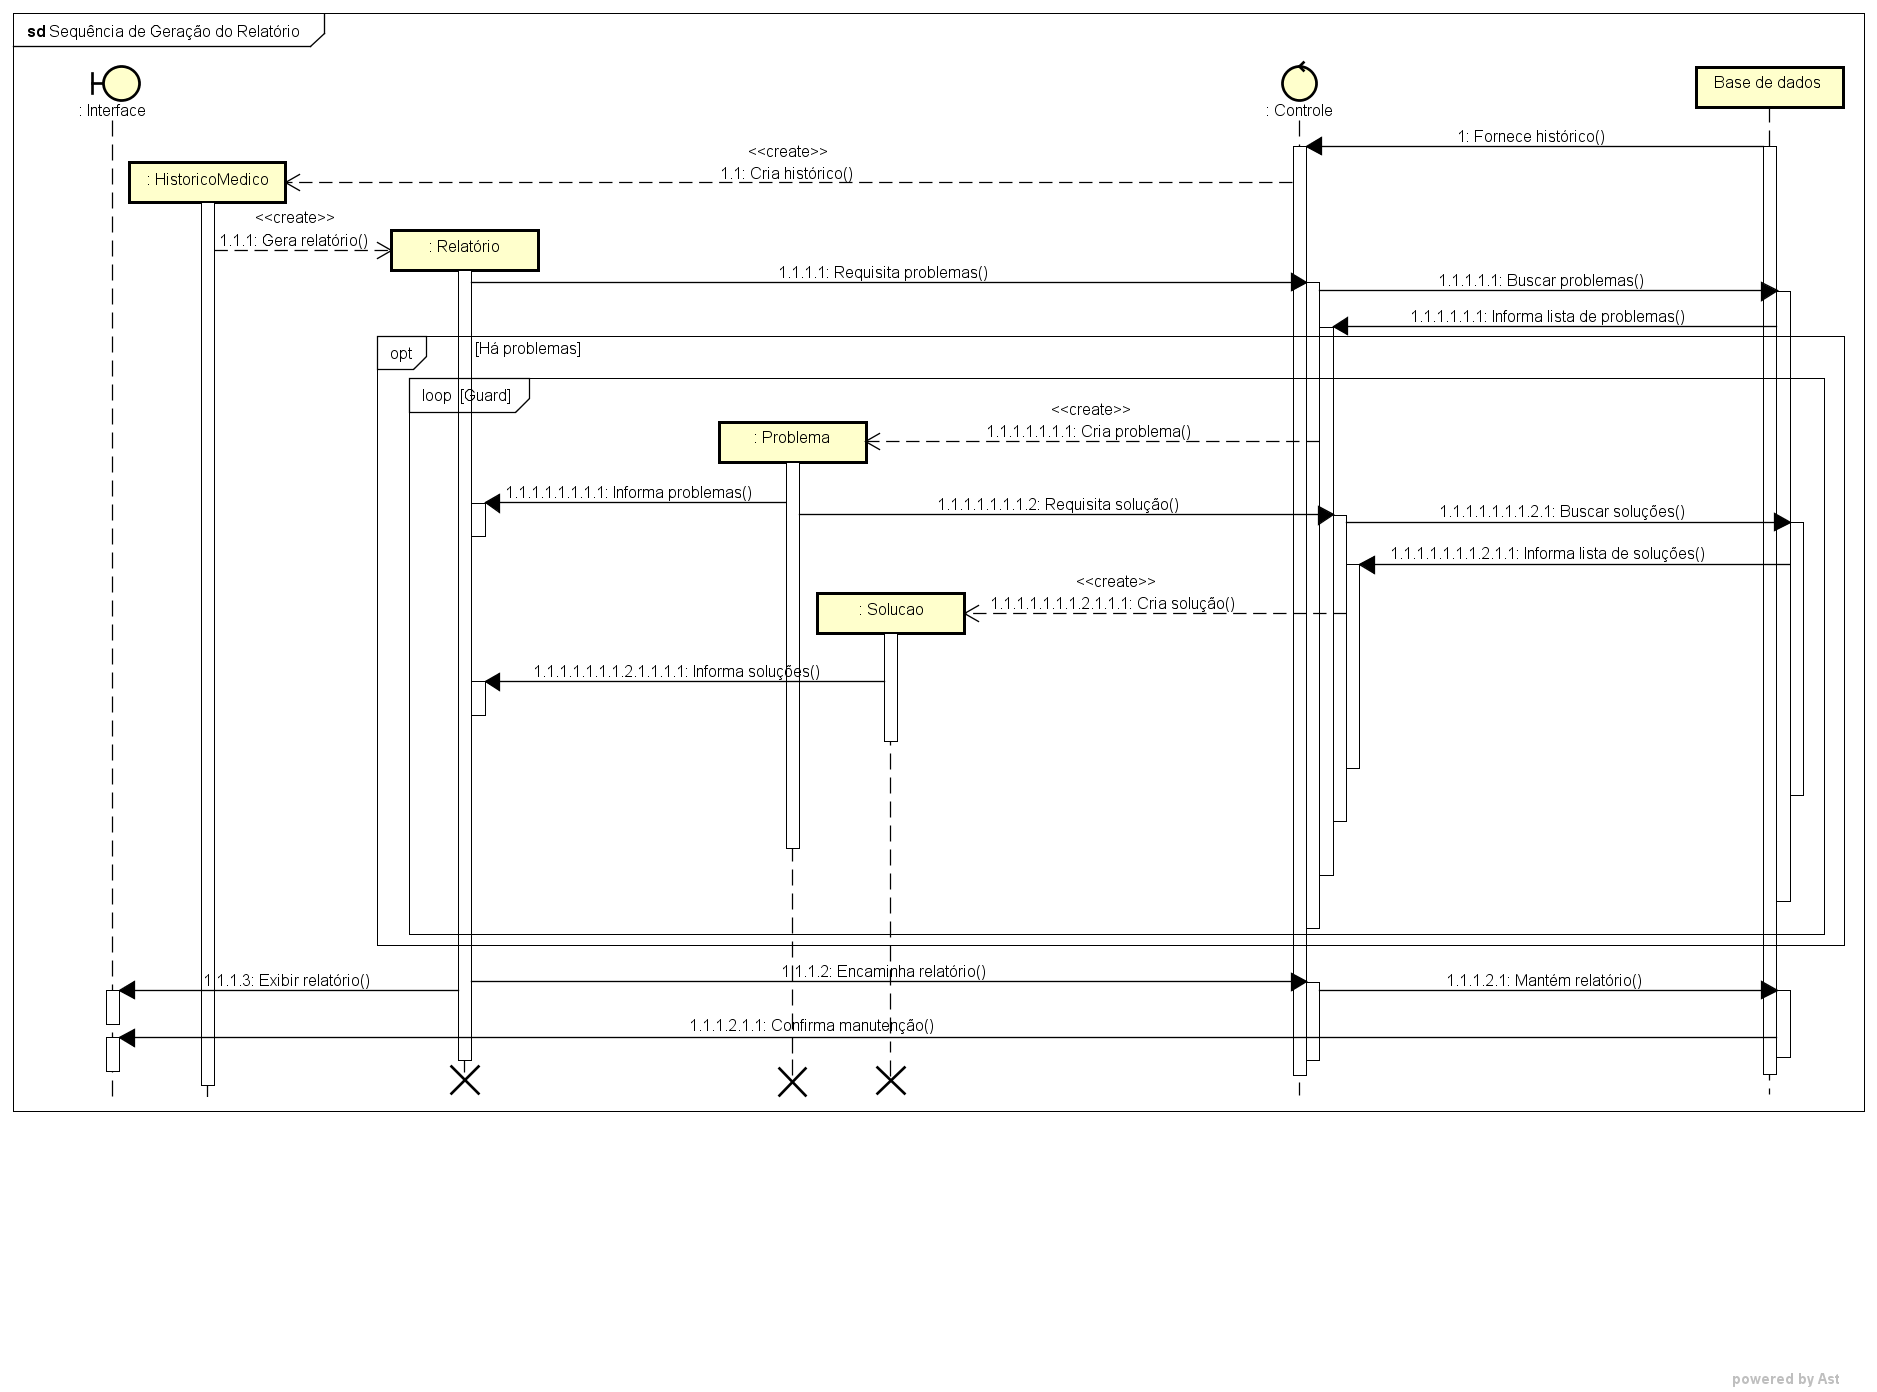 sd Sequência de Geração do Relatório
: Interface
: Controle
Base de dados
1: Fornece histórico()
<<create>>
1.1: Cria histórico()
: HistoricoMedico
<<create>>
1.1.1: Gera relatório()
: Relatório
1.1.1.1: Requisita problemas()
1.1.1.1.1: Buscar problemas()
1.1.1.1.1.1: Informa lista de problemas()
opt
[Há problemas]
loop [Guard]
<<create>>
1.1.1.1.1.1.1: Cria problema()
: Problema
1.1.1.1.1.1.1.1: Informa problemas()
1.1.1.1.1.1.1.2: Requisita solução()
1.1.1.1.1.1.1.2.1: Buscar soluções()
1.1.1.1.1.1.1.2.1.1: Informa lista de soluções()
<<create>>
1.1.1.1.1.1.1.2.1.1.1: Cria solução()
: Solucao
1.1.1.1.1.1.1.2.1.1.1.1: Informa soluções()
1.1.1.2: Encaminha relatório()
1.1.1.3: Exibir relatório()
1.1.1.2.1: Mantém relatório()
1.1.1.2.1.1: Confirma manutenção()
powered by Ast